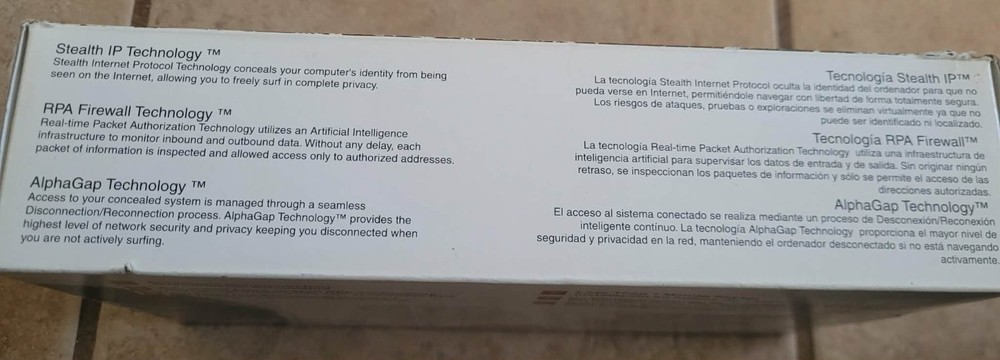 Stealth IP Technology ™
Stealth Internet Protocol Technology conceals your computer's identity from being
seen on the Internet, allowing you to freely surf in complete privacy.
RPA Firewall Technology ™
Real-time Packet Authorization Technology utilizes an Artificial Intelligence
infrastructure to monitor inbound and outbound data. Without any delay, each
packet of information is inspected and allowed access only to authorized addresses.
AlphaGap Technology ™
Access to your concealed system is managed through a seamless
Disconnection/Reconnection process. AlphaGap Technology™ provides the
highest level of network security and privacy keeping you disconnected when
you are not actively surfing.
Tecnología Stealth IP™
La tecnología Stealth Internet Protocol oculta la identidad del ordenador para que no
pueda verse en Internet, permitiéndole navegar con libertad de forma totalmente segura.
Los riesgos de ataques, pruebas o exploraciones se eliminan virtualmente ya que no
puede ser identificado ni localizado.
Tecnología RPA Firewall™
La tecnología Real-time Packet Authorization Technology utiliza una infraestructura de
inteligencia artificial para supervisar los datos de entrada y de salida. Sin originar ningún
retraso, se inspeccionan los paquetes de información y sólo se permite el acceso de las
direcciones autorizadas.
AlphaGap Technology™
El acceso al sistema conectado se realiza mediante un proceso de Desconexión/Reconexión
inteligente continuo. La tecnología AlphaGap Technology proporciona el mayor nivel de
seguridad y privacidad en la red, manteniendo el ordenador desconectado si no está navegando
activamente.